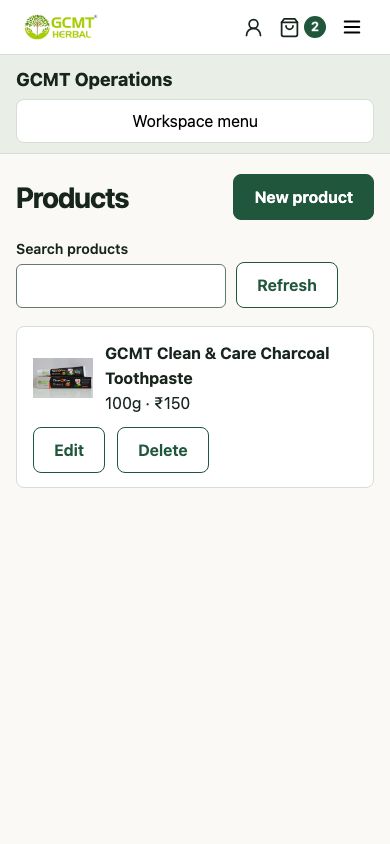 GCMT
HERBAL
2
GCMT Operations
Workspace menu
Products
New product
Search products
Refresh
GCMT Clean & Care Charcoal
Toothpaste
100g · ₹150
Edit
Delete